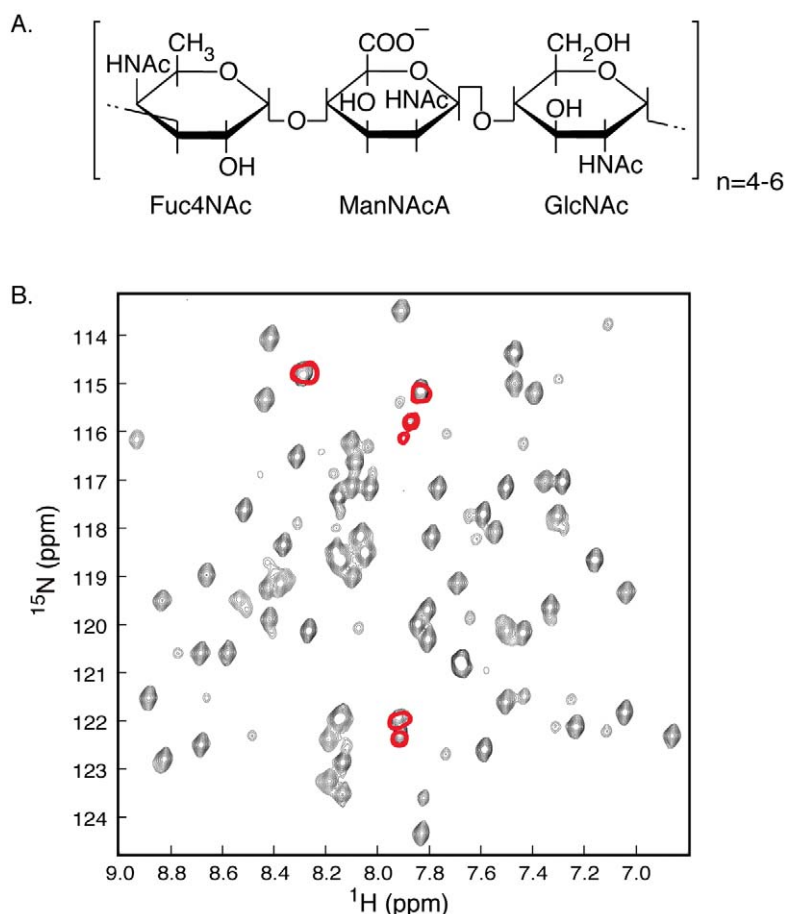 A.
CH3 COO− CH2OH
HNAc O O O
HO HNAc OH
O O
OH HNAc
n=4-6
Fuc4NAc ManNAcA GlcNAc
B.
114
115
116
117
118
119
120
121
122
123
124
15N (ppm)
9.0 8.8 8.6 8.4 8.2 8.0 7.8 7.6 7.4 7.2 7.0
1H (ppm)